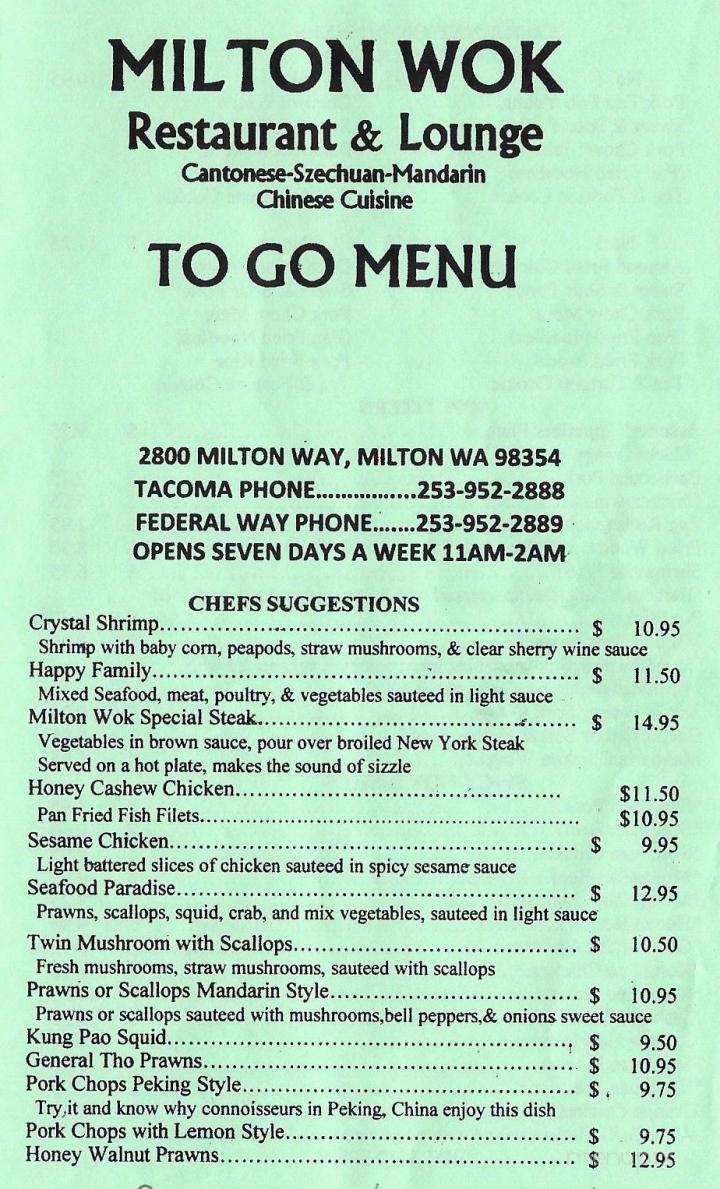 MILTON WOK
Restaurant & Lounge
Cantonese-Szechuan-Mandarin
Chinese Cuisine
TO GO MENU
2800 MILTON WAY, MILTON WA 98354
TACOMA PHONE................253-952-2888
FEDERAL WAY PHONE.......253-952-2889
OPENS SEVEN DAYS A WEEK 11AM-2AM
CHEFS SUGGESTIONS
Crystal Shrimp.......................................................... $ 10.95
Shrimp with baby corn, peapods, straw mushrooms, & clear sherry wine sauce
Happy Family........................................................... $ 11.50
Mixed Seafood, meat, poultry, & vegetables sauteed in light sauce
Milton Wok Special Steak............................................ $ 14.95
Vegetables in brown sauce, pour over broiled New York Steak
Served on a hot plate, makes the sound of sizzle
Honey Cashew Chicken............................................. $11.50
Pan Fried Fish Filets..................................................... $10.95
Sesame Chicken........................................................ $ 9.95
Light battered slices of chicken sauteed in spicy sesame sauce
Seafood Paradise....................................................... $ 12.95
Prawns, scallops, squid, crab, and mix vegetables, sauteed in light sauce
Twin Mushroom with Scallops....................................... $ 10.50
Fresh mushrooms, straw mushrooms, sauteed with scallops
Prawns or Scallops Mandarin Style.................................. $ 10.95
Prawns or scallops sauteed with mushrooms,bell peppers,& onions sweet sauce
Kung Pao Squid........................................................ $ 9.50
General Tho Prawns................................................... $ 10.95
Pork Chops Peking Style.............................................. $ 9.75
Try it and know why connoisseurs in Peking, China enjoy this dish
Pork Chops with Lemon Style........................................ $ 9.75
Honey Walnut Prawns................................................. $ 12.95